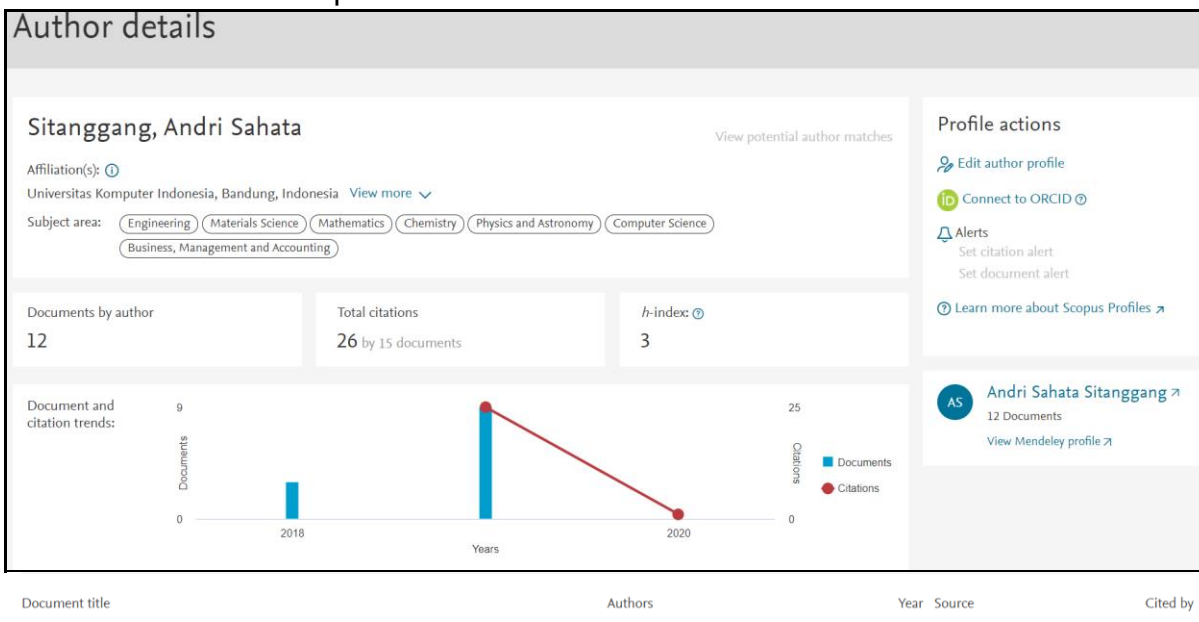 Author details
Sitanggang, Andri Sahata
View potential author matches
Affiliation(s):
Universitas Komputer Indonesia, Bandung, Indonesia View more
Subject area: Engineering Materials Science Mathematics Chemistry Physics and Astronomy Computer Science
Business, Management and Accounting
Profile actions
Edit author profile
iD Connect to ORCID
Alerts
Set citation alert
Set document alert
Learn more about Scopus Profiles
Documents by author
12
Total citations
26 by 15 documents
h-index:
3
AS
Andri Sahata Sitanggang
12 Documents
View Mendeley profile
Document and
citation trends:
9
Documents
0
2018
2020
Years
25
Citations
0
Documents
Citations
Document title Authors Year Source Cited by